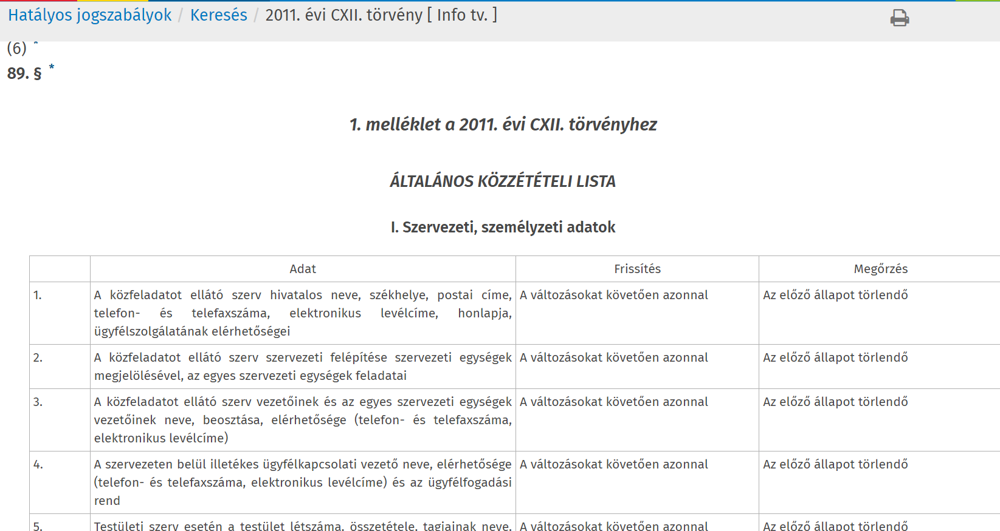 Hatályos jogszabályok / Keresés / 2011. évi CXII. törvény [ Info tv. ]
(6) *
89. § *
1. melléklet a 2011. évi CXII. törvényhez
ÁLTALÁNOS KÖZZÉTÉTELI LISTA
I. Szervezeti, személyzeti adatok
Adat Frissítés Megőrzés
1. A közfeladatot ellátó szerv hivatalos neve, székhelye, postai címe, A változásokat követően azonnal Az előző állapot törlendő
telefon- és telefaxszáma, elektronikus levélcíme, honlapja,
ügyfélszolgálatának elérhetőségei
2. A közfeladatot ellátó szerv szervezeti felépítése szervezeti egységek A változásokat követően azonnal Az előző állapot törlendő
megjelölésével, az egyes szervezeti egységek feladatai
3. A közfeladatot ellátó szerv vezetőinek és az egyes szervezeti egységek A változásokat követően azonnal Az előző állapot törlendő
vezetőinek neve, beosztása, elérhetősége (telefon- és telefaxszáma,
elektronikus levélcíme)
4. A szervezeten belül illetékes ügyfélkapcsolati vezető neve, elérhetősége A változásokat követően azonnal Az előző állapot törlendő
(telefon- és telefaxszáma, elektronikus levélcíme) és az ügyfélfogadási
rend
5. Testületi szerv esetén a testület létszáma, összetétele, tagjainak neve, A változásokat követően azonnal Az előző állapot törlendő